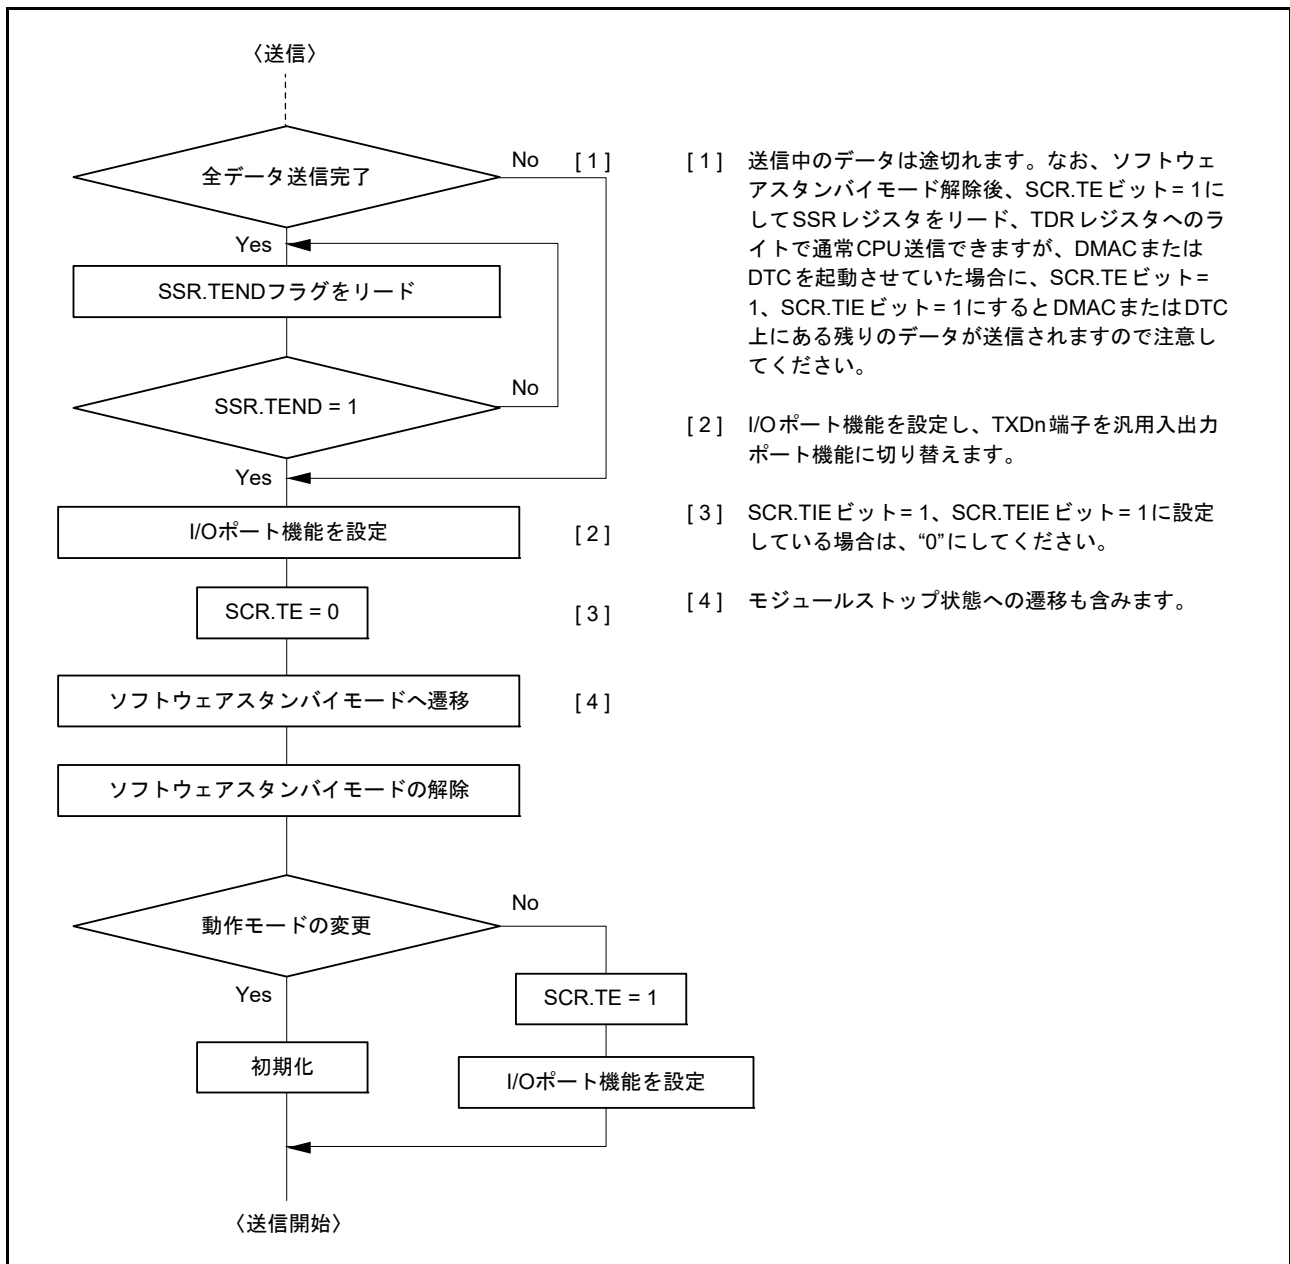 〈送信〉
全データ送信完了
No
[ 1 ]
Yes
SSR.TENDフラグをリード
SSR.TEND = 1
No
Yes
I/Oポート機能を設定
[ 2 ]
SCR.TE = 0
[ 3 ]
ソフトウェアスタンバイモードへ遷移
[ 4 ]
ソフトウェアスタンバイモードの解除
動作モードの変更
No
Yes
SCR.TE = 1
初期化
I/Oポート機能を設定
〈送信開始〉
[ 1 ] 送信中のデータは途切れます。なお、ソフトウェ
アスタンバイモード解除後、SCR.TEビット= 1に
してSSRレジスタをリード、TDRレジスタへのラ
イトで通常CPU送信できますが、DMACまたは
DTCを起動させていた場合に、SCR.TEビット=
1、SCR.TIEビット= 1にするとDMACまたはDTC
上にある残りのデータが送信されますので注意し
てください。
[ 2 ] I/Oポート機能を設定し、TXDn端子を汎用入出力
ポート機能に切り替えます。
[ 3 ] SCR.TIEビット= 1、SCR.TEIEビット= 1に設定
している場合は、“0”にしてください。
[ 4 ] モジュールストップ状態への遷移も含みます。